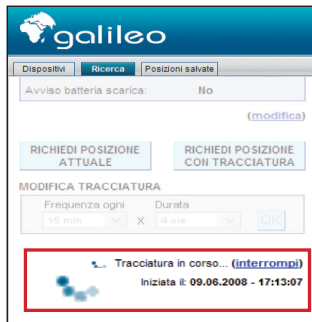 galileo
Dispositivi Ricerca Posizioni salvate
Avviso batteria scarica: No
(modifica)
RICHIEDI POSIZIONE ATTUALE
RICHIEDI POSIZIONE CON TRACCIATURA
MODIFICA TRACCIATURA
Frequenza ogni Durata
15 min X 4 ore OK
Tracciatura in corso... (interrompi)
Iniziata il: 09.06.2008 - 17:13:07